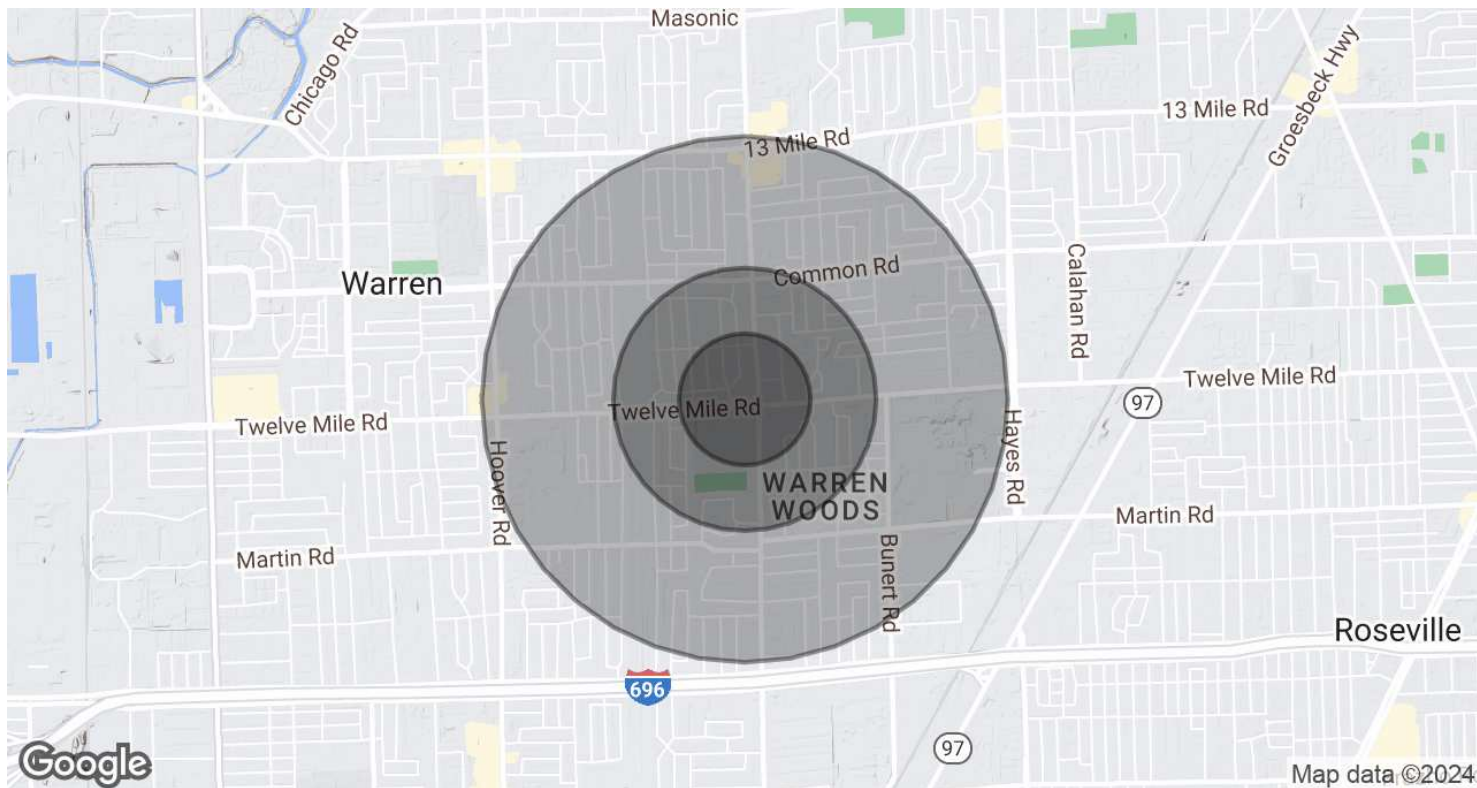 Masonic
Chicago Rd
Groesbeck Hwy
13 Mile Rd
13 Mile Rd
Common Rd
Calahan Rd
Warren
Twelve Mile Rd
97
Twelve Mile Rd
Twelve Mile Rd
Hoover Rd
Hayes Rd
WARREN
WOODS
Martin Rd
Martin Rd
Bunert Rd
Roseville
696
97
Google
Map data ©2024